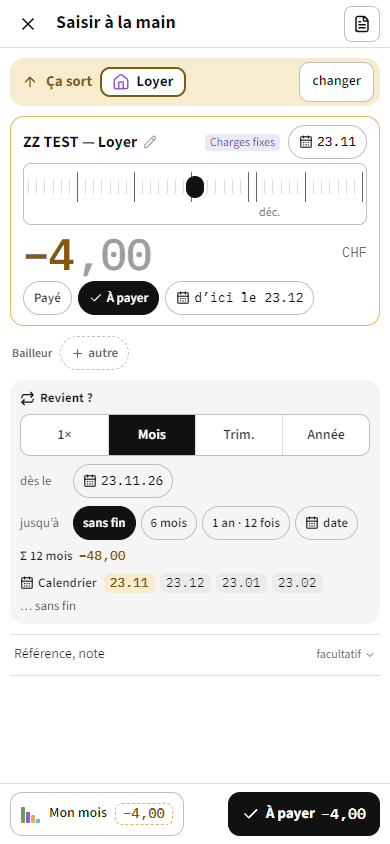 Saisir à la main
Ça sort Loyer changer
ZZ TEST — Loyer Charges fixes 23.11
déc.
−4,00 CHF
Payé À payer d’ici le 23.12
Bailleur + autre
Revient ?
1× Mois Trim. Année
dès le 23.11.26
jusqu’à sans fin 6 mois 1 an · 12 fois date
Σ 12 mois −48,00
Calendrier 23.11 23.12 23.01 23.02
… sans fin
Référence, note facultatif
Mon mois −4,00 À payer −4,00